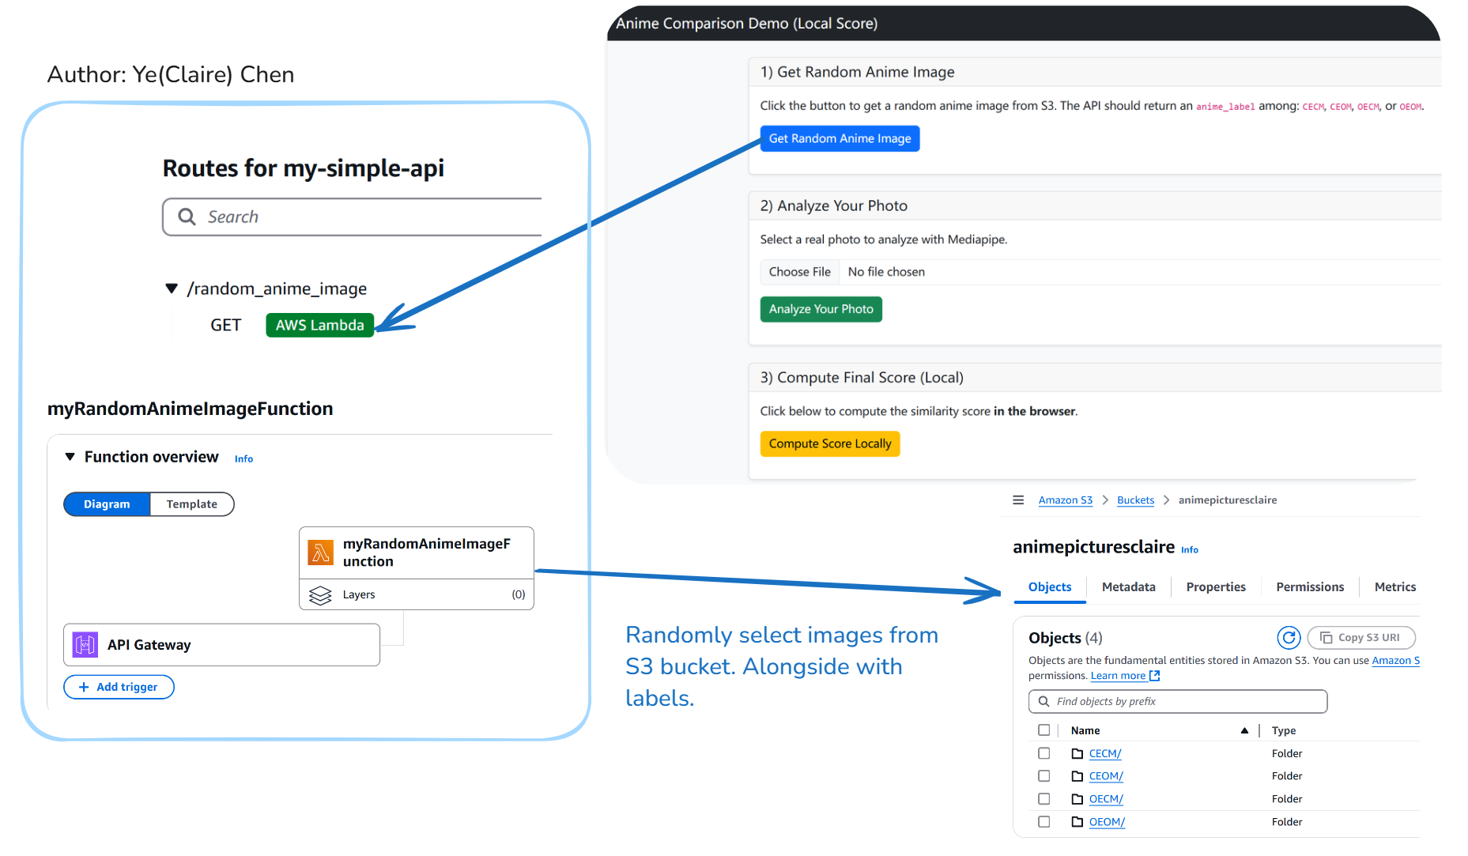 Author: Ye(Claire) Chen
Routes for my-simple-api
Search
/random_anime_image
GET AWS Lambda
myRandomAnimeImageFunction
Function overview Info
Diagram Template
myRandomAnimeImageF
unction
Layers (0)
API Gateway
+ Add trigger
Anime Comparison Demo (Local Score)
1) Get Random Anime Image
Click the button to get a random anime image from S3. The API should return an anime_label among: CECM, CEOM, OECM, or OEOM.
Get Random Anime Image
2) Analyze Your Photo
Select a real photo to analyze with Mediapipe.
Choose File No file chosen
Analyze Your Photo
3) Compute Final Score (Local)
Click below to compute the similarity score in the browser.
Compute Score Locally
Randomly select images from
S3 bucket. Alongside with
labels.
Amazon S3 > Buckets > animepicturesclaire
animepicturesclaire Info
Objects Metadata Properties Permissions Metrics
Objects (4)
Copy S3 URI
Objects are the fundamental entities stored in Amazon S3. You can use Amazon S
permissions. Learn more
Find objects by prefix
Name Type
CECM/ Folder
CEOM/ Folder
OECM/ Folder
OEOM/ Folder